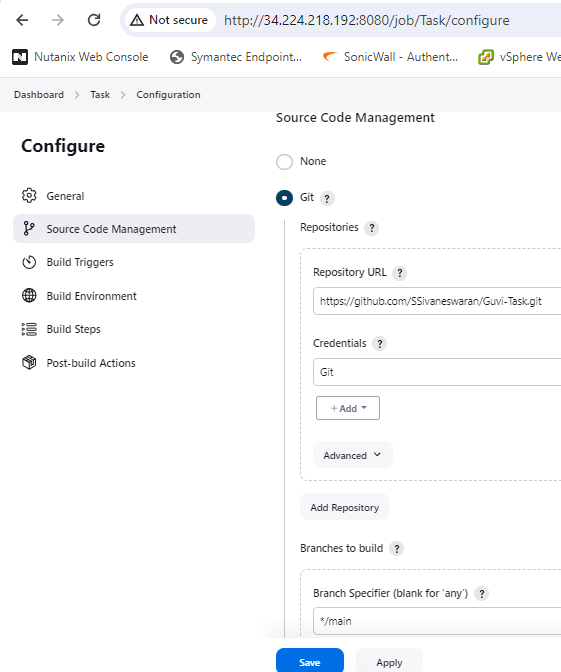 Not secure http://34.224.218.192:8080/job/Task/configure
Nutanix Web Console Symantec Endpoint... SonicWall - Authent... vSphere We
Dashboard > Task > Configuration
Configure
General
Source Code Management
Build Triggers
Build Environment
Build Steps
Post-build Actions
Source Code Management
None
Git ?
Repositories ?
Repository URL ?
https://github.com/SSivaneswaran/Guvi-Task.git
Credentials ?
Git
+ Add
Advanced
Add Repository
Branches to build ?
Branch Specifier (blank for 'any') ?
*/main
Save Apply